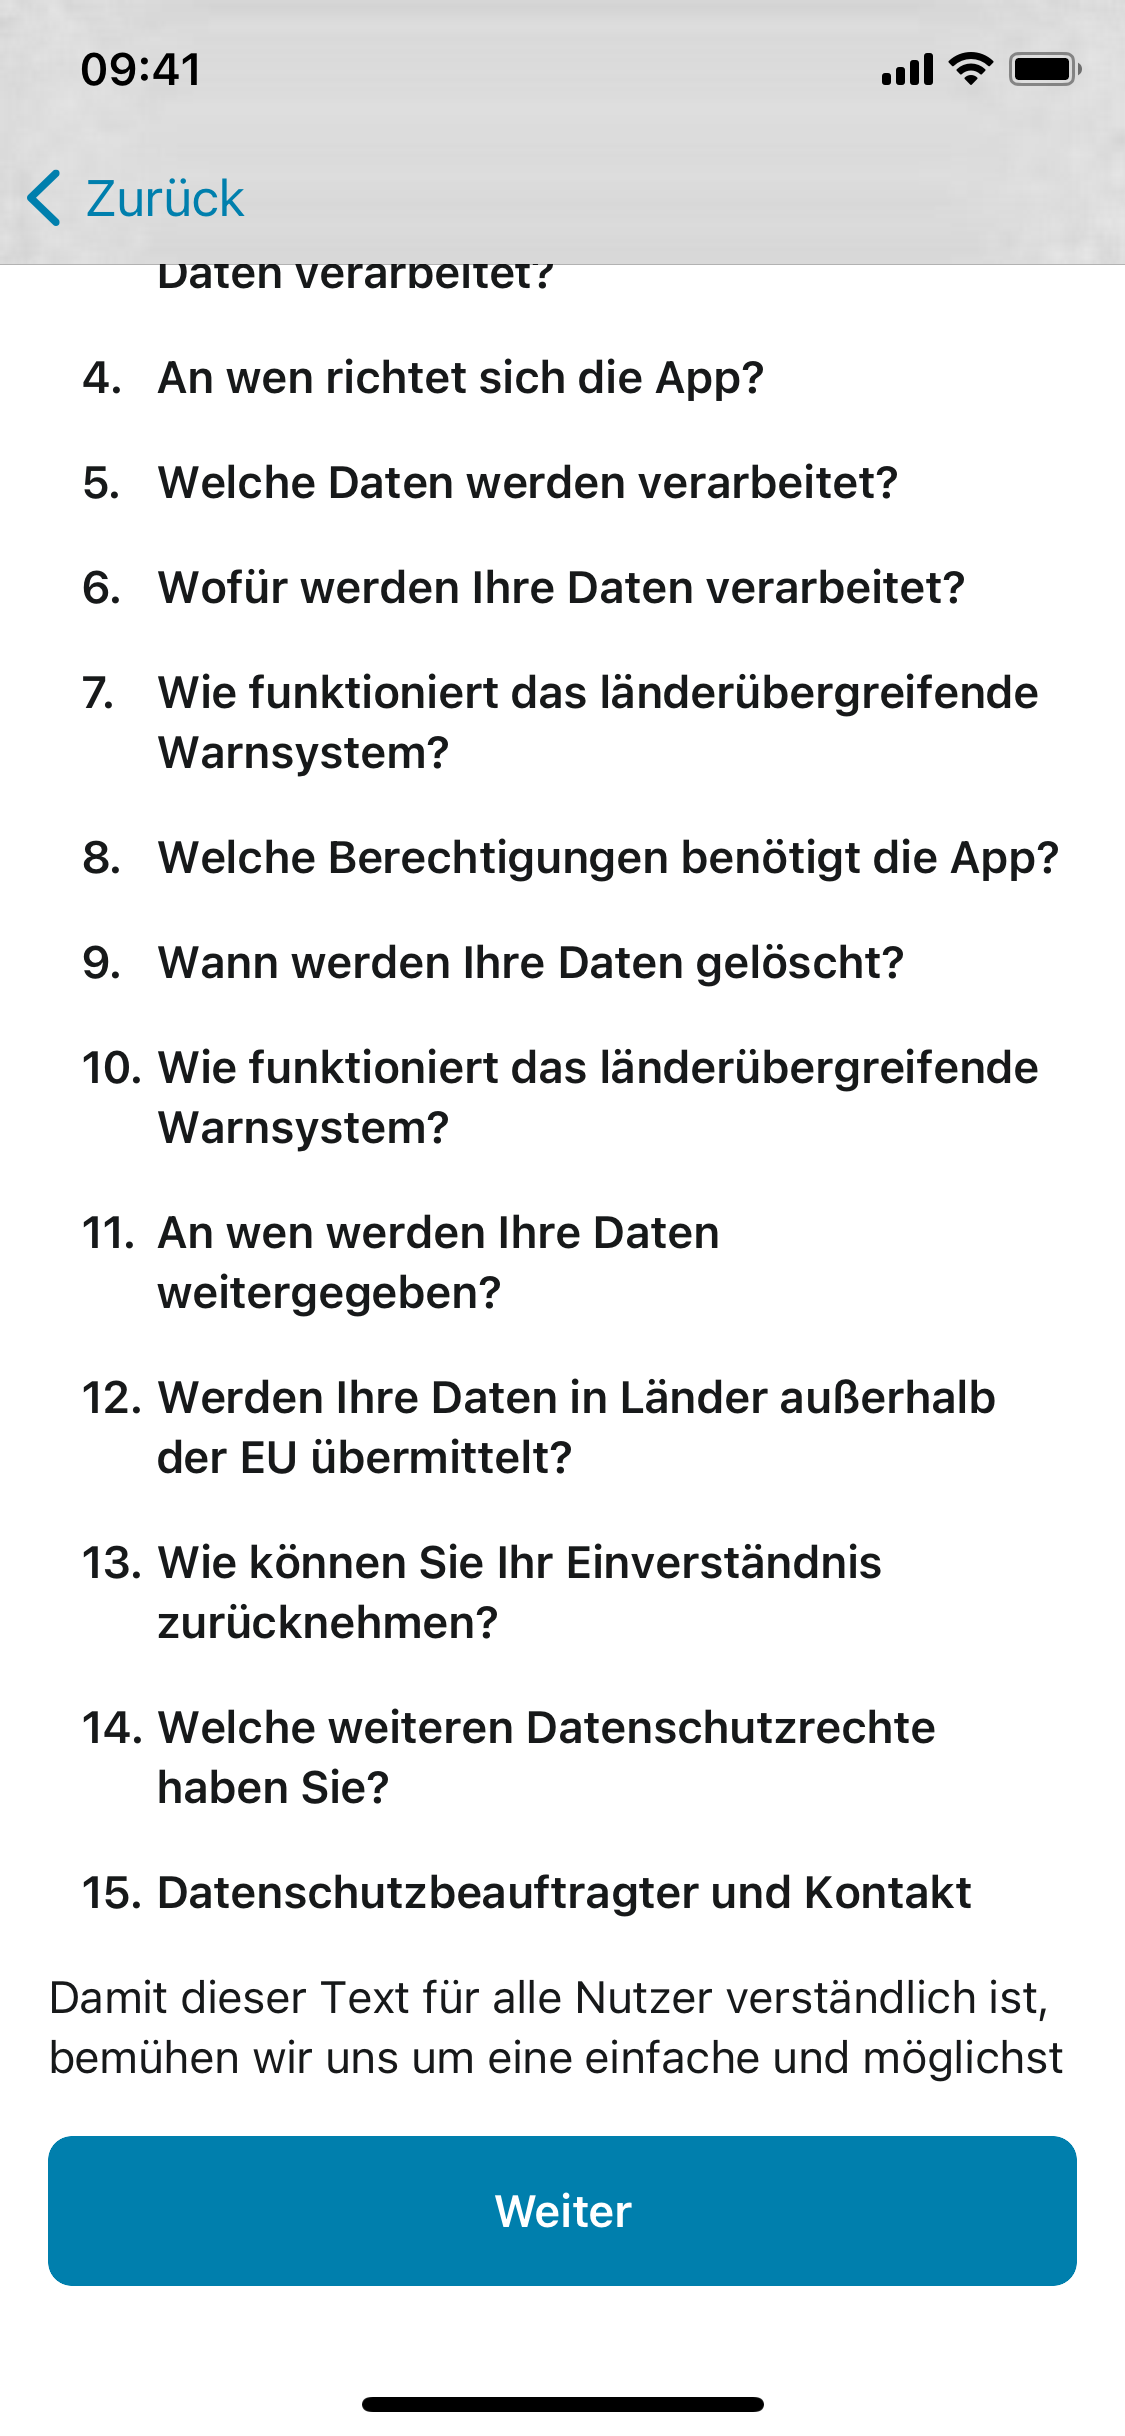 09:41
Zurück
Daten verarbeitet?
4. An wen richtet sich die App?
5. Welche Daten werden verarbeitet?
6. Wofür werden Ihre Daten verarbeitet?
7. Wie funktioniert das länderübergreifende
Warnsystem?
8. Welche Berechtigungen benötigt die App?
9. Wann werden Ihre Daten gelöscht?
10. Wie funktioniert das länderübergreifende
Warnsystem?
11. An wen werden Ihre Daten
weitergegeben?
12. Werden Ihre Daten in Länder außerhalb
der EU übermittelt?
13. Wie können Sie Ihr Einverständnis
zurücknehmen?
14. Welche weiteren Datenschutzrechte
haben Sie?
15. Datenschutzbeauftragter und Kontakt
Damit dieser Text für alle Nutzer verständlich ist,
bemühen wir uns um eine einfache und möglichst
Weiter